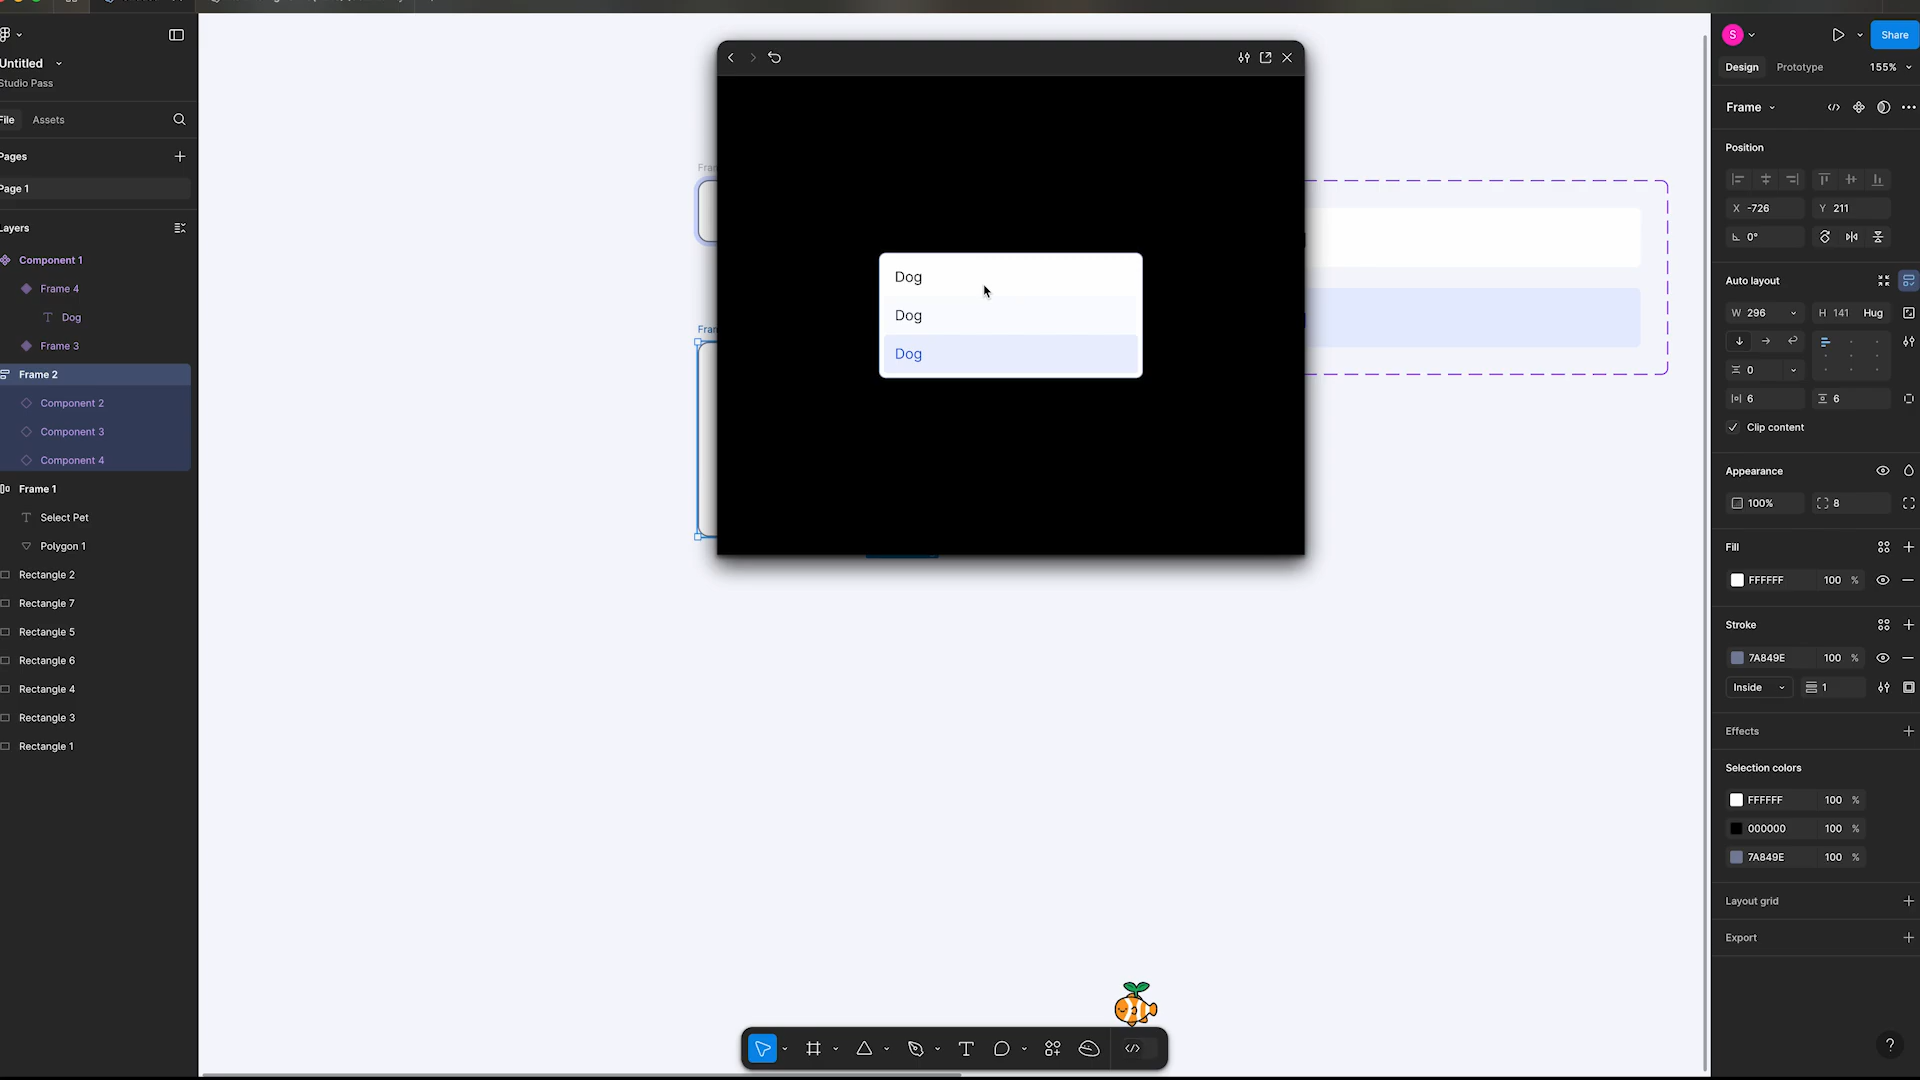 Untitled
Studio Pass
File
Assets
Pages
Page 1
Layers
Component 1
Frame 4
Dog
Frame 3
Frame 2
Component 2
Component 3
Component 4
Frame 1
Select Pet
Polygon 1
Rectangle 2
Rectangle 7
Rectangle 5
Rectangle 6
Rectangle 4
Rectangle 3
Rectangle 1
Dog
Dog
Dog
S
Share
Design
Prototype
155%
Frame
Position
X -726
Y 211
0°
Auto layout
W 296
H 141 Hug
0
6
6
Clip content
Appearance
100%
8
Fill
FFFFFF 100 %
Stroke
7A849E 100 %
Inside
1
Effects
Selection colors
FFFFFF 100 %
000000 100 %
7A849E 100 %
Layout grid
Export
?